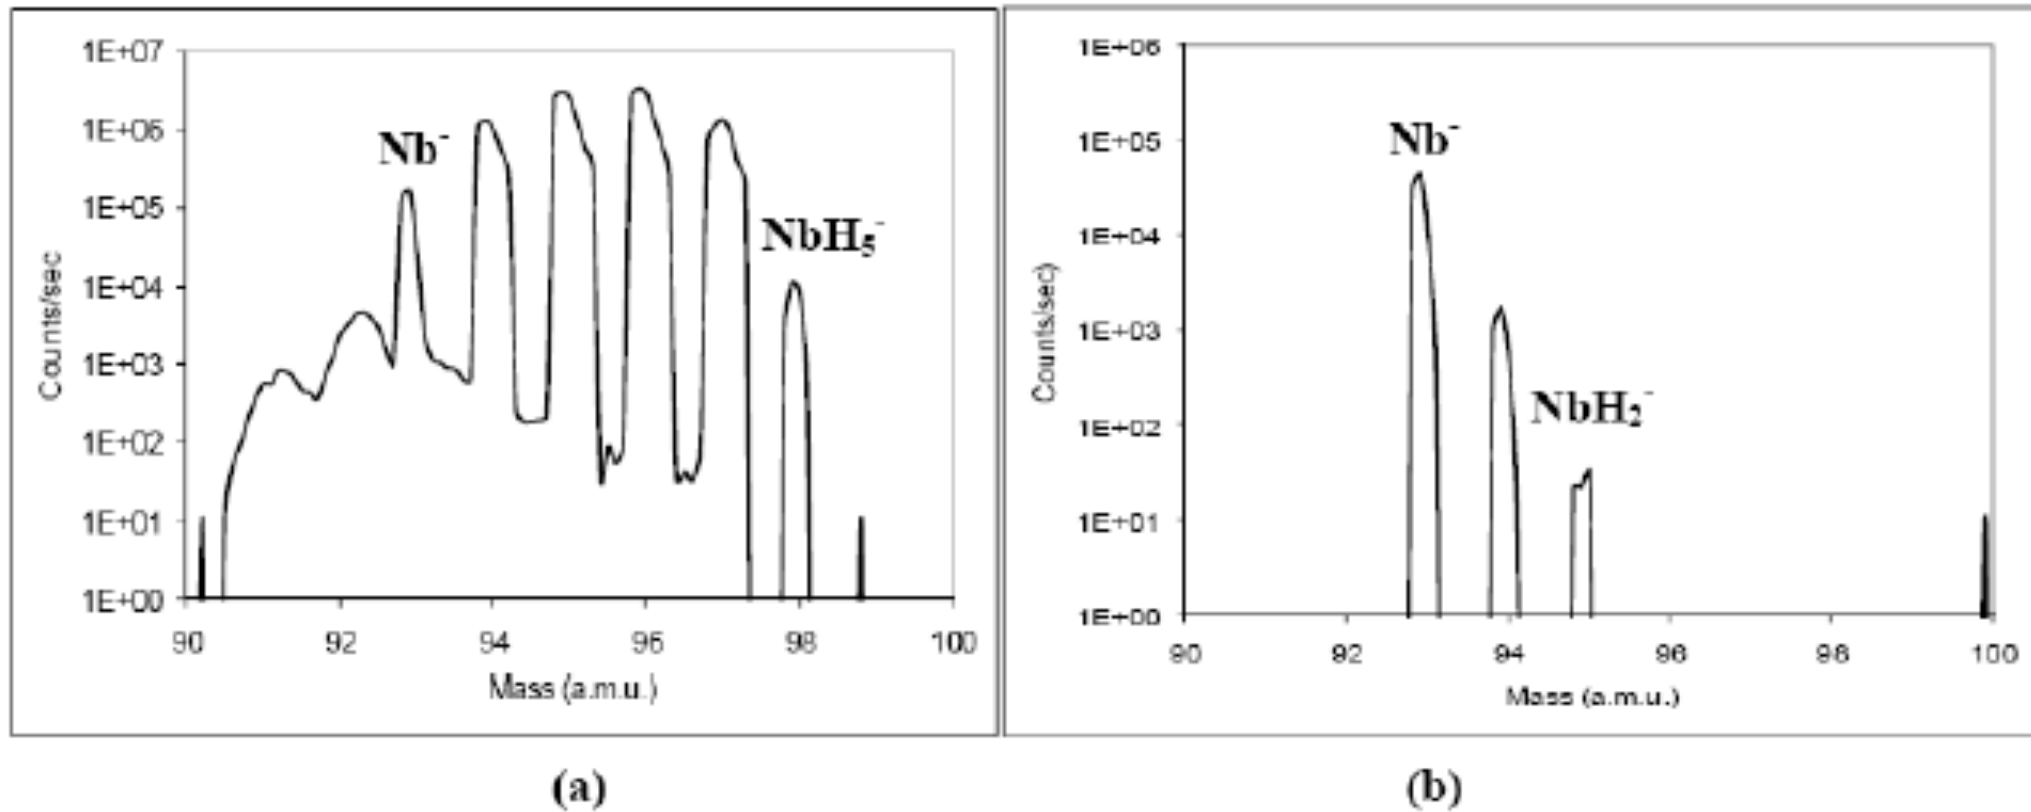 1E+07
1E+06
1E+05
1E+04
1E+03
1E+02
1E+01
1E+00
Counts/sec
Nb⁻
NbH₅⁻
90 92 94 96 98 100
Mass (a.m.u.)
(a)
1E+06
1E+05
1E+04
1E+03
1E+02
1E+01
1E+00
Counts/sec)
Nb⁻
NbH₂⁻
90 92 94 96 98 100
Mass (a.m.u.)
(b)